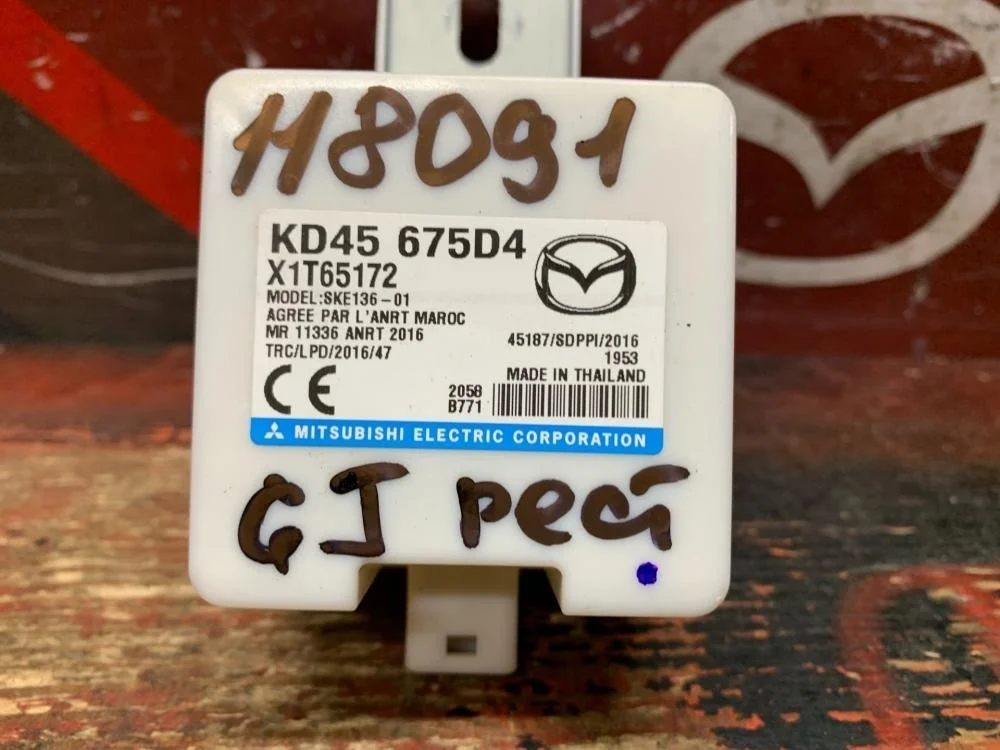 H8091
KD45 675D4
X1T65172
MODEL:SKE136-01
AGREE PAR L'ANRT MAROC
MR 11336 ANRT 2016
TRC/LPD/2016/47
45187/SDPPI/2016
1953
MADE IN THAILAND
CE
2058
B771
MITSUBISHI ELECTRIC CORPORATION
GJ рест